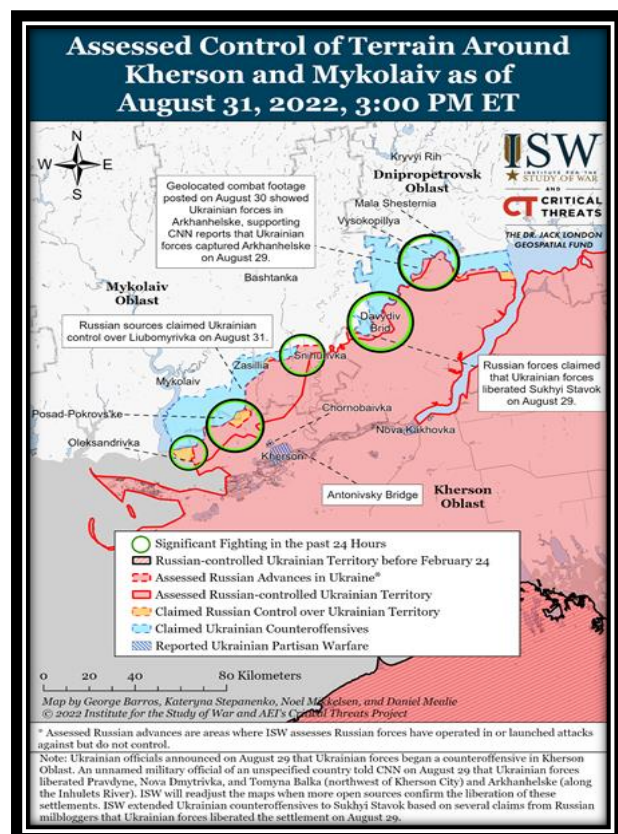 Assessed Control of Terrain Around
Kherson and Mykolaiv as of
August 31, 2022, 3:00 PM ET
N
W E
S
ISW
INSTITUTE FOR THE
STUDY OF WAR
AND
CT CRITICAL
THREATS
THE DR. JACK LONDON
GEOSPATIAL FUND
Kryvyi Rih
Dnipropetrovsk
Oblast
Geolocated combat footage
posted on August 30 showed
Ukrainian forces in
Arkhanhelske, supporting
CNN reports that Ukrainian
forces captured Arkhanhelske
on August 29.
Mala Shesternia
Vysokopillya
Bashtanka
Mykolaiv
Oblast
Russian sources claimed Ukrainian
control over Liubomyrivka on August 31.
Davydiv
Brid
Snihurivka
Zasillia
Mykolaiv
Russian forces claimed
that Ukrainian forces
liberated Sukhyi Stavok
on August 29.
Posad-Pokrovs'ke
Chornobaivka
Nova Kakhovka
Oleksandrivka
Kherson
Antonivsky Bridge
Kherson
Oblast
Significant Fighting in the past 24 Hours
Russian-controlled Ukrainian Territory before February 24
Assessed Russian Advances in Ukraine*
Assessed Russian-controlled Ukrainian Territory
Claimed Russian Control over Ukrainian Territory
Claimed Ukrainian Counteroffensives
Reported Ukrainian Partisan Warfare
0 20 40 80 Kilometers
Map by George Barros, Kateryna Stepanenko, Noel Mikkelsen, and Daniel Mealie
© 2022 Institute for the Study of War and AEI's Critical Threats Project
* Assessed Russian advances are areas where ISW assesses Russian forces have operated in or launched attacks
against but do not control.
Note: Ukrainian officials announced on August 29 that Ukrainian forces began a counteroffensive in Kherson
Oblast. An unnamed military official of an unspecified country told CNN on August 29 that Ukrainian forces
liberated Pravdyne, Nova Dmytrivka, and Tomyna Balka (northwest of Kherson City) and Arkhanhelske (along
the Inhulets River). ISW will readjust the maps when more open sources confirm the liberation of these
settlements. ISW extended Ukrainian counteroffensives to Sukhyi Stavok based on several claims from Russian
milbloggers that Ukrainian forces liberated the settlement on August 29.